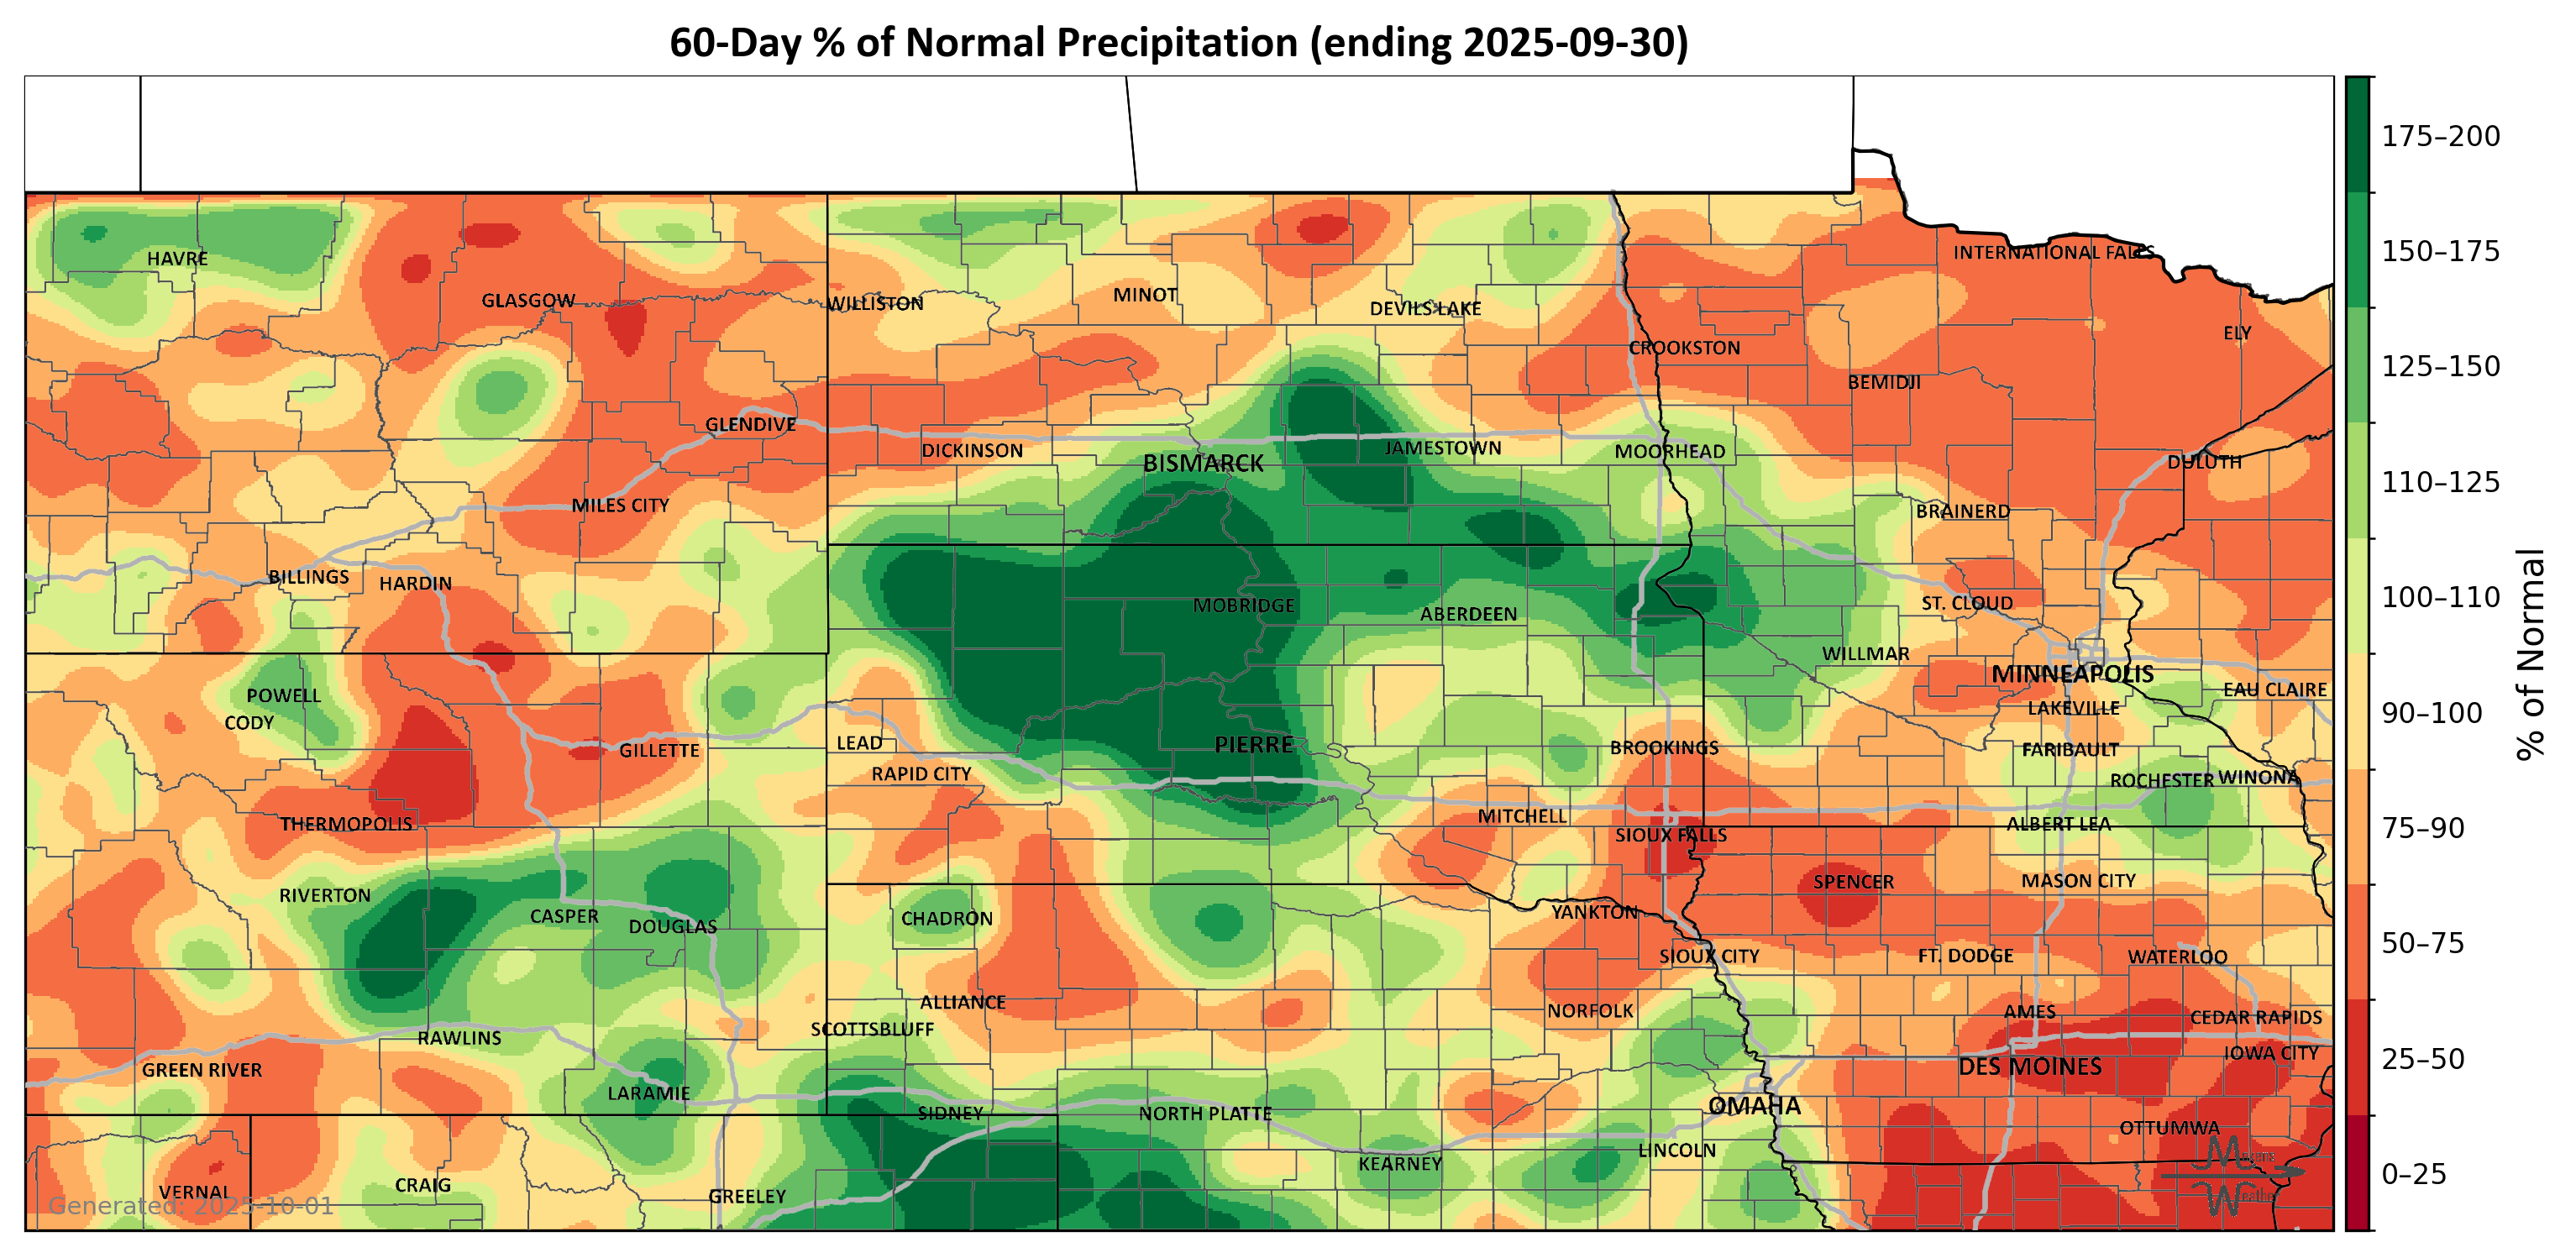 60-Day % of Normal Precipitation (ending 2025-09-30)
175–200
150–175
125–150
110–125
100–110
90–100
75–90
50–75
25–50
0–25
% of Normal
HAVRE
INTERNATIONAL FALLS
GLASGOW
WILLISTON
MINOT
DEVILS LAKE
ELY
CROOKSTON
BEMIDJI
GLENDIVE
DICKINSON
BISMARCK
JAMESTOWN
MOORHEAD
DULUTH
MILES CITY
BRAINERD
BILLINGS
HARDIN
MOBRIDGE
ABERDEEN
ST. CLOUD
WILLMAR
MINNEAPOLIS
POWELL
EAU CLAIRE
CODY
LAKEVILLE
GILLETTE
LEAD
PIERRE
BROOKINGS
FARIBAULT
RAPID CITY
ROCHESTER
WINONA
THERMOPOLIS
MITCHELL
SIOUX FALLS
ALBERT LEA
RIVERTON
SPENCER
MASON CITY
CASPER
DOUGLAS
CHADRON
YANKTON
SIOUX CITY
FT. DODGE
WATERLOO
ALLIANCE
NORFOLK
AMES
CEDAR RAPIDS
SCOTTSBLUFF
RAWLINS
IOWA CITY
GREEN RIVER
DES MOINES
LARAMIE
SIDNEY
NORTH PLATTE
OMAHA
OTTUMWA
LINCOLN
KEARNEY
VERNAL
CRAIG
GREELEY
Generated: 2025-10-01